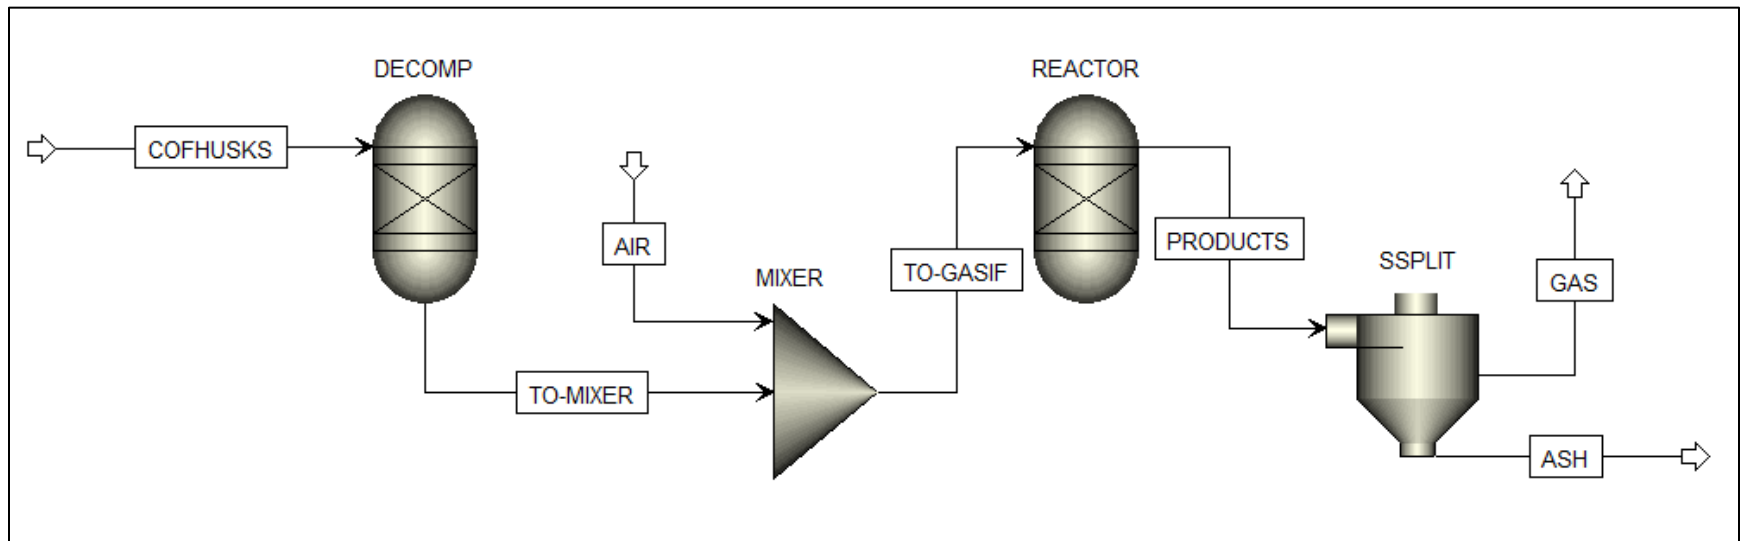 DECOMP
REACTOR
COFHUSKS
AIR
PRODUCTS
TO-GASIF
SSPLIT
MIXER
GAS
TO-MIXER
ASH